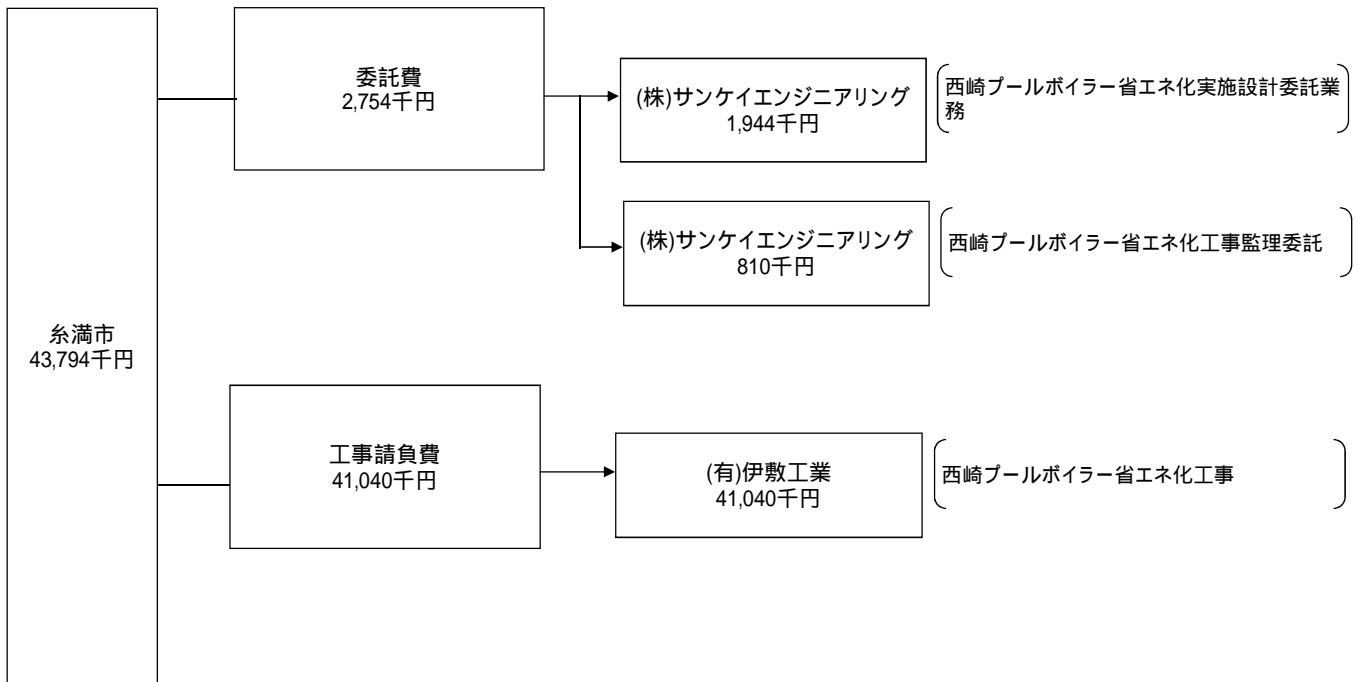 委託費
2,754千円
(株)サンケイエンジニアリング
1,944千円
西崎プールボイラー省エネ化実施設計委託業
務
(株)サンケイエンジニアリング
810千円
西崎プールボイラー省エネ化工事監理委託
糸満市
43,794千円
工事請負費
41,040千円
(有)伊敷工業
41,040千円
西崎プールボイラー省エネ化工事